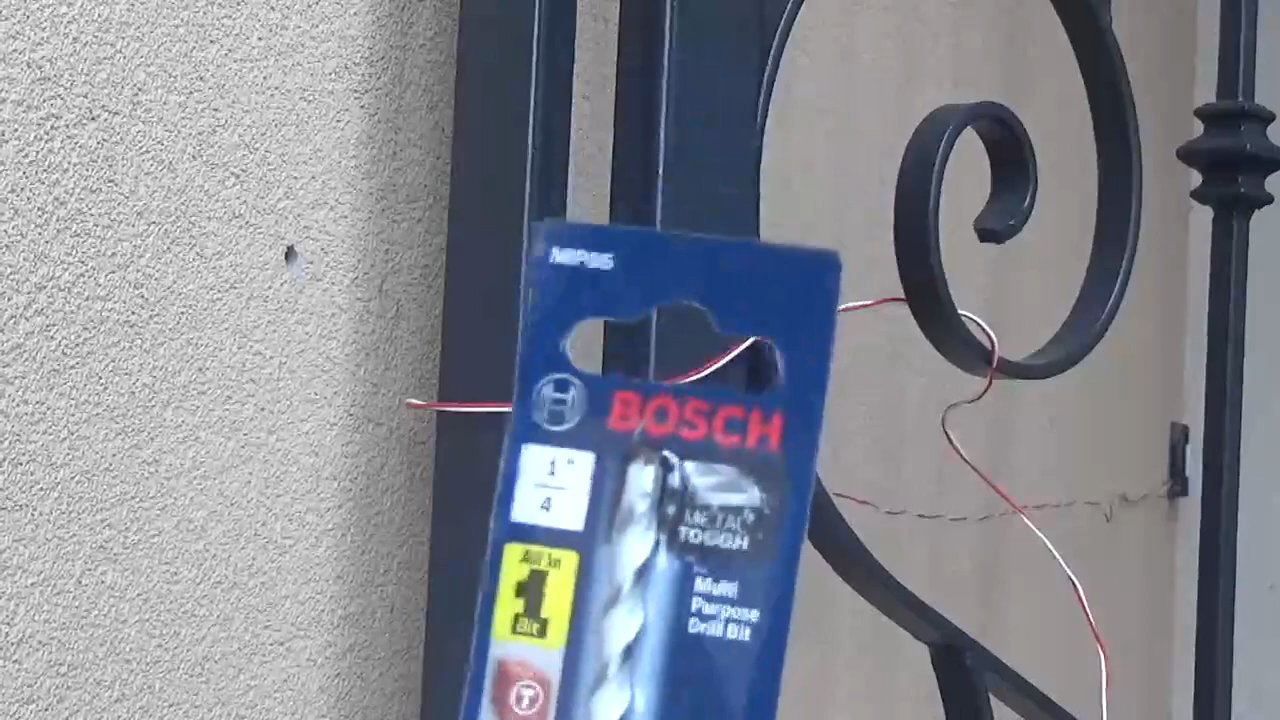 BOSCH
1"
4
METAL
TOUGH
All in
1
Bit
Multi
Purpose
Drill Bit
T